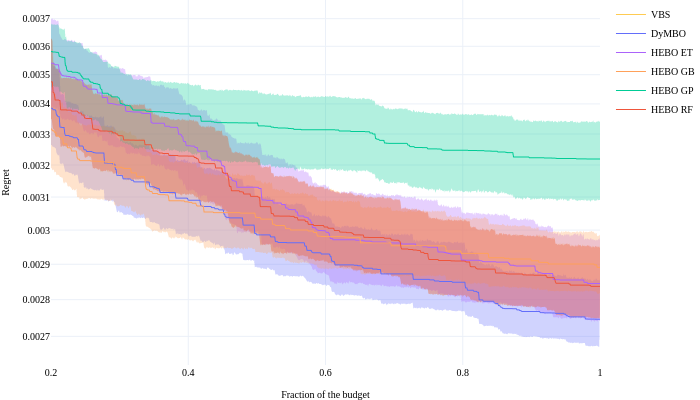 0.0037
0.0036
0.0035
0.0034
0.0033
0.0032
0.0031
0.003
0.0029
0.0028
0.0027
Regret
0.2
0.4
0.6
0.8
1
Fraction of the budget
VBS
DyMBO
HEBO ET
HEBO GB
HEBO GP
HEBO RF